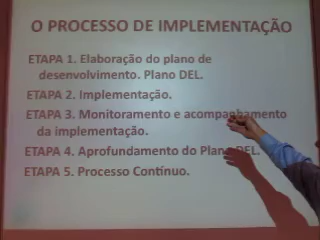 O PROCESSO DE IMPLEMENTAÇÃO
ETAPA 1. Elaboração do plano de
desenvolvimento. Plano DEL.
ETAPA 2. Implementação.
ETAPA 3. Monitoramento e acompanhamento
da implementação.
ETAPA 4. Aprofundamento do Plano DEL.
ETAPA 5. Processo Contínuo.